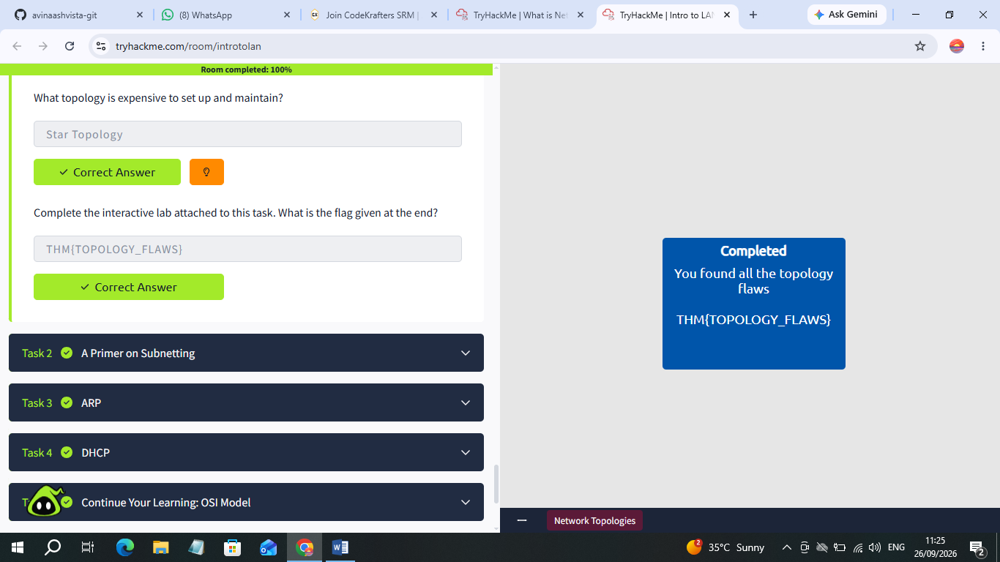 avinaashvista-git
(8) WhatsApp
Join CodeKrafters SRM |
TryHackMe | What is Net
TryHackMe | Intro to LAN
Ask Gemini
tryhackme.com/room/introtolan
Room completed: 100%
What topology is expensive to set up and maintain?
Star Topology
Correct Answer
Complete the interactive lab attached to this task. What is the flag given at the end?
THM{TOPOLOGY_FLAWS}
Correct Answer
Task 2 A Primer on Subnetting
Task 3 ARP
Task 4 DHCP
Continue Your Learning: OSI Model
Completed
You found all the topology
flaws
THM{TOPOLOGY_FLAWS}
Network Topologies
2
35°C Sunny
ENG
11:25
26/09/2026
2